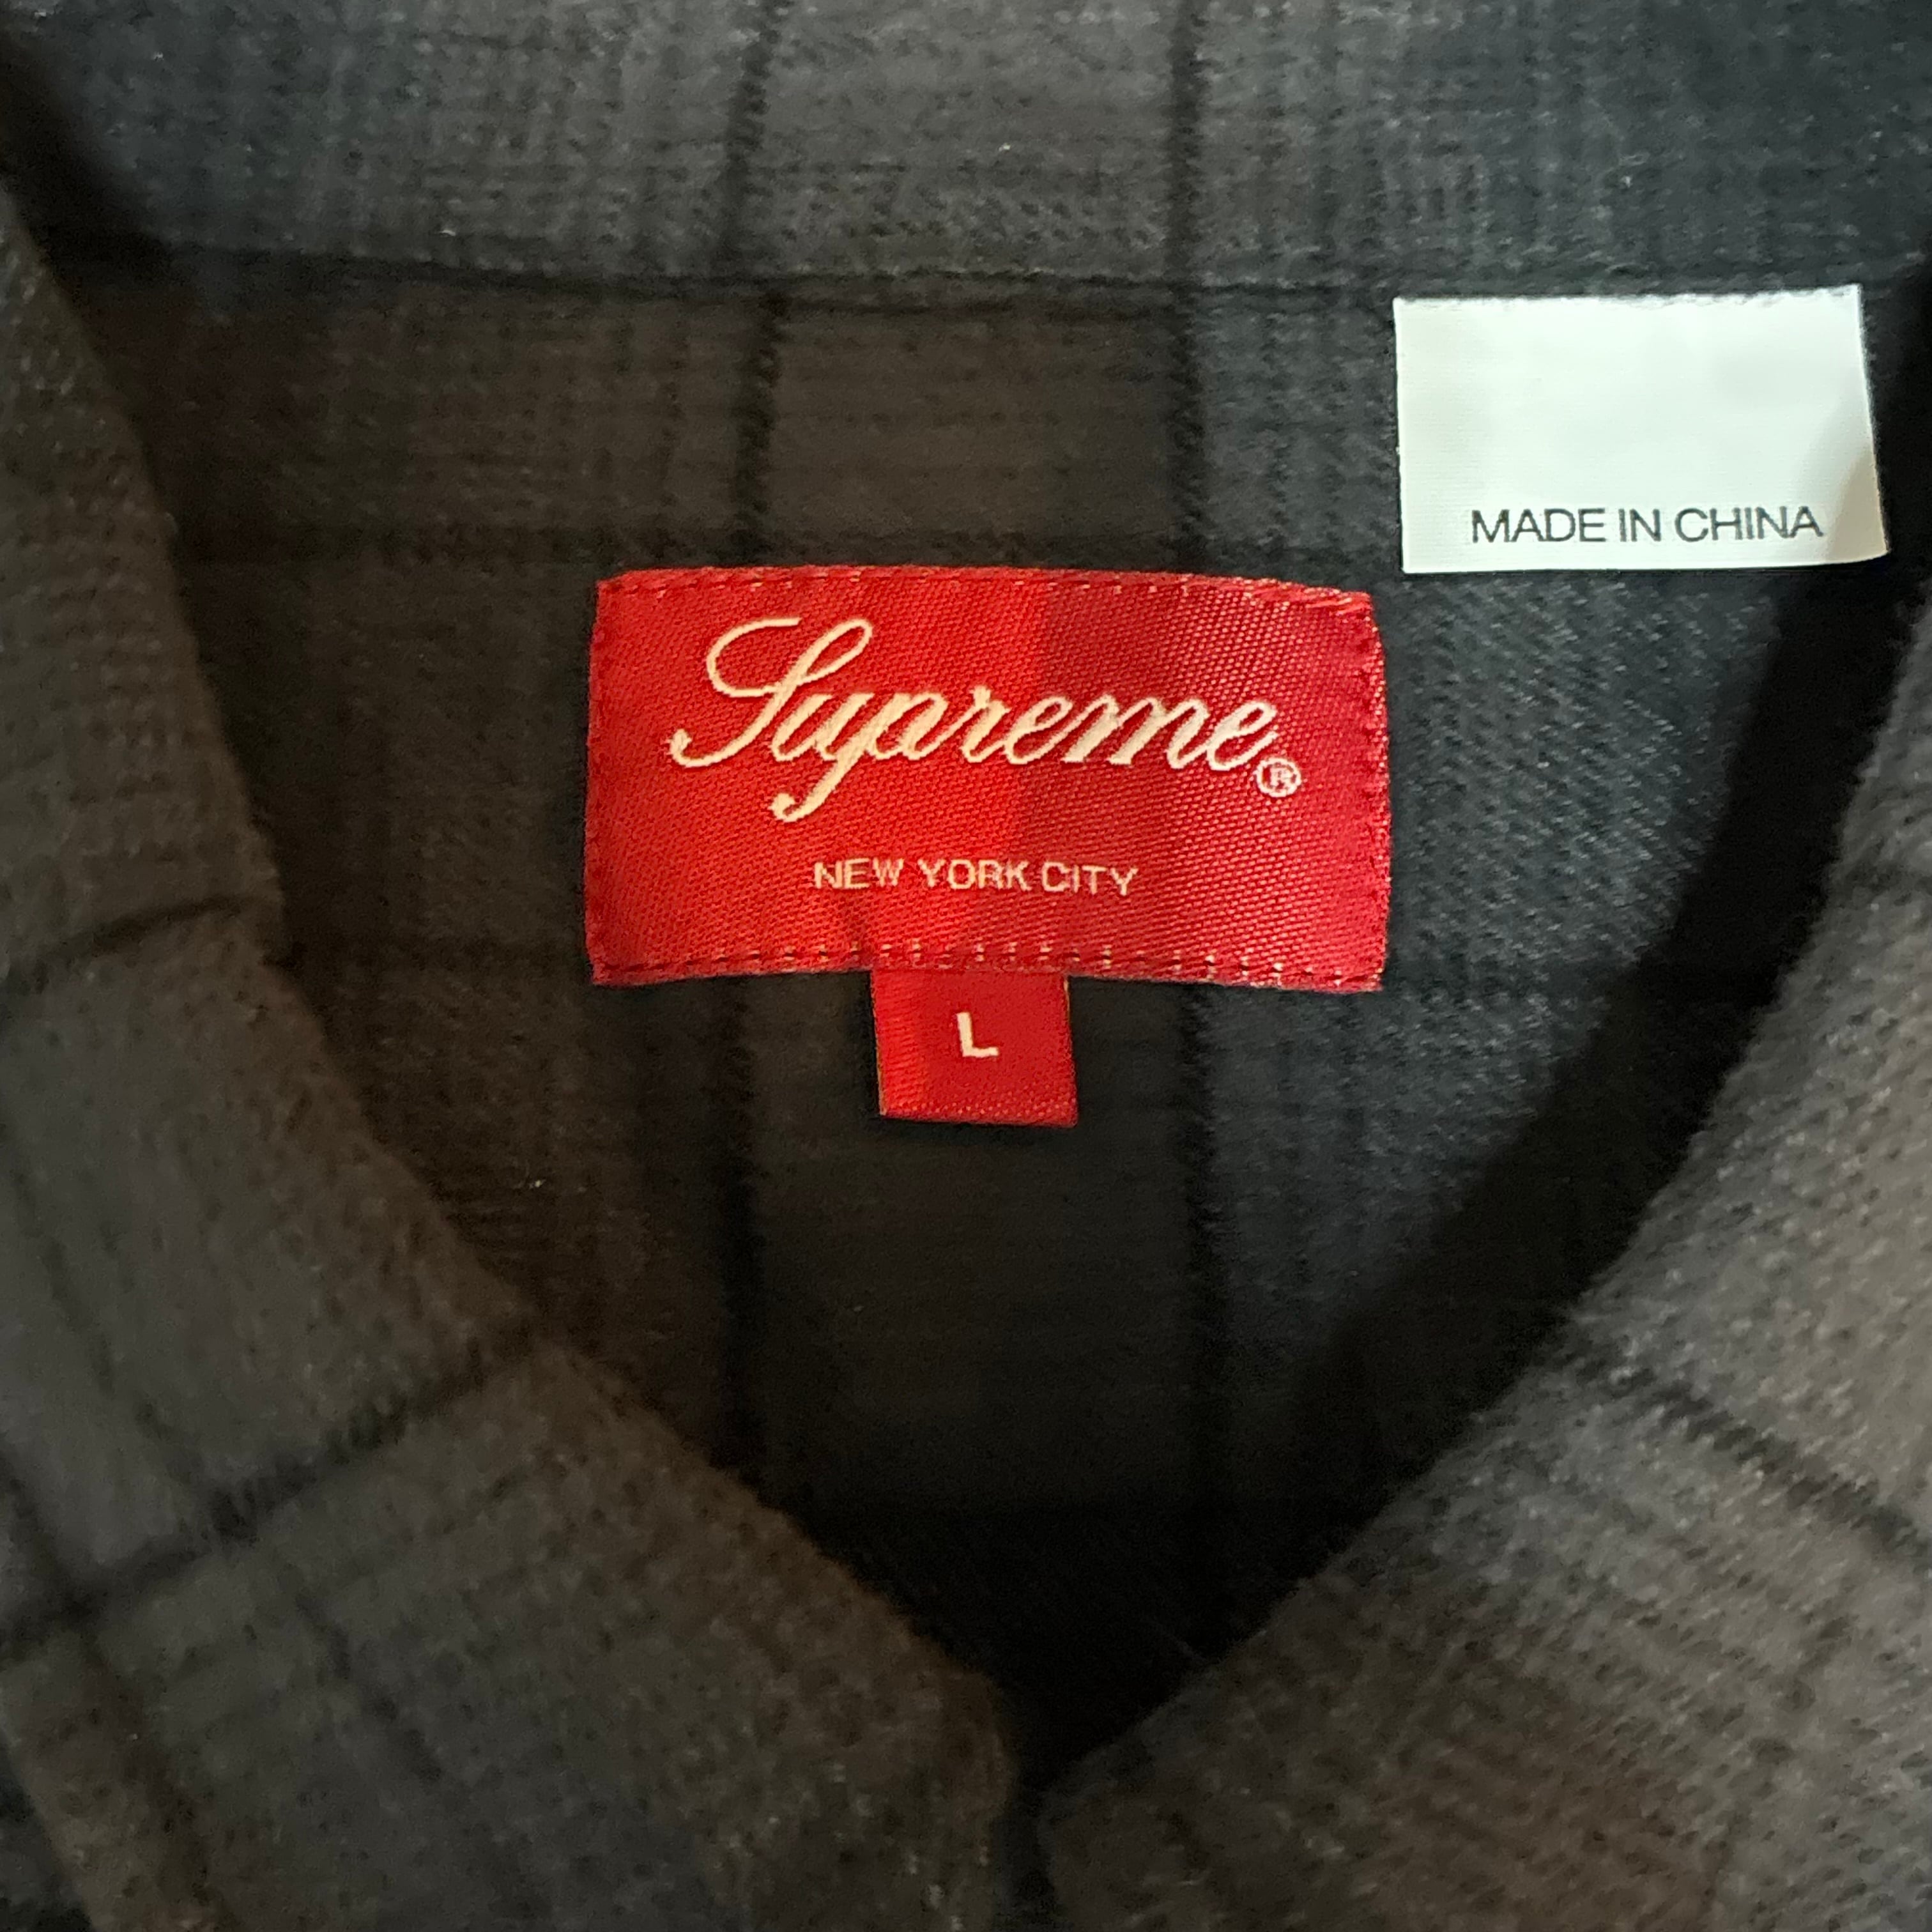 MADE IN CHINA
Supreme®
NEW YORK CITY
L